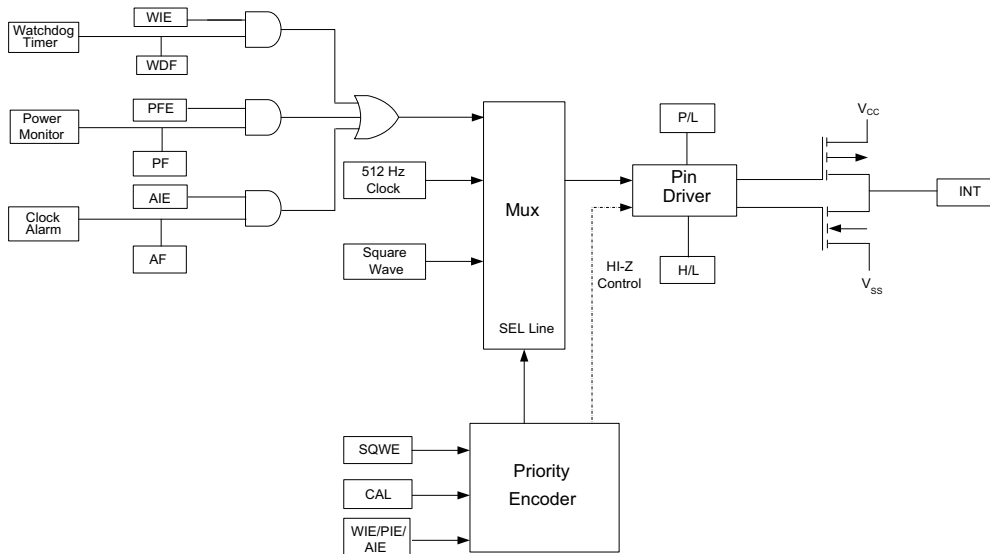 WIE
Watchdog
Timer
WDF
PFE
Power
Monitor
PF
AIE
Clock
Alarm
AF
512 Hz
Clock
Square
Wave
Mux
SEL Line
P/L
Pin
Driver
H/L
HI-Z
Control
VCC
INT
VSS
SQWE
CAL
WIE/PIE/
AIE
Priority
Encoder